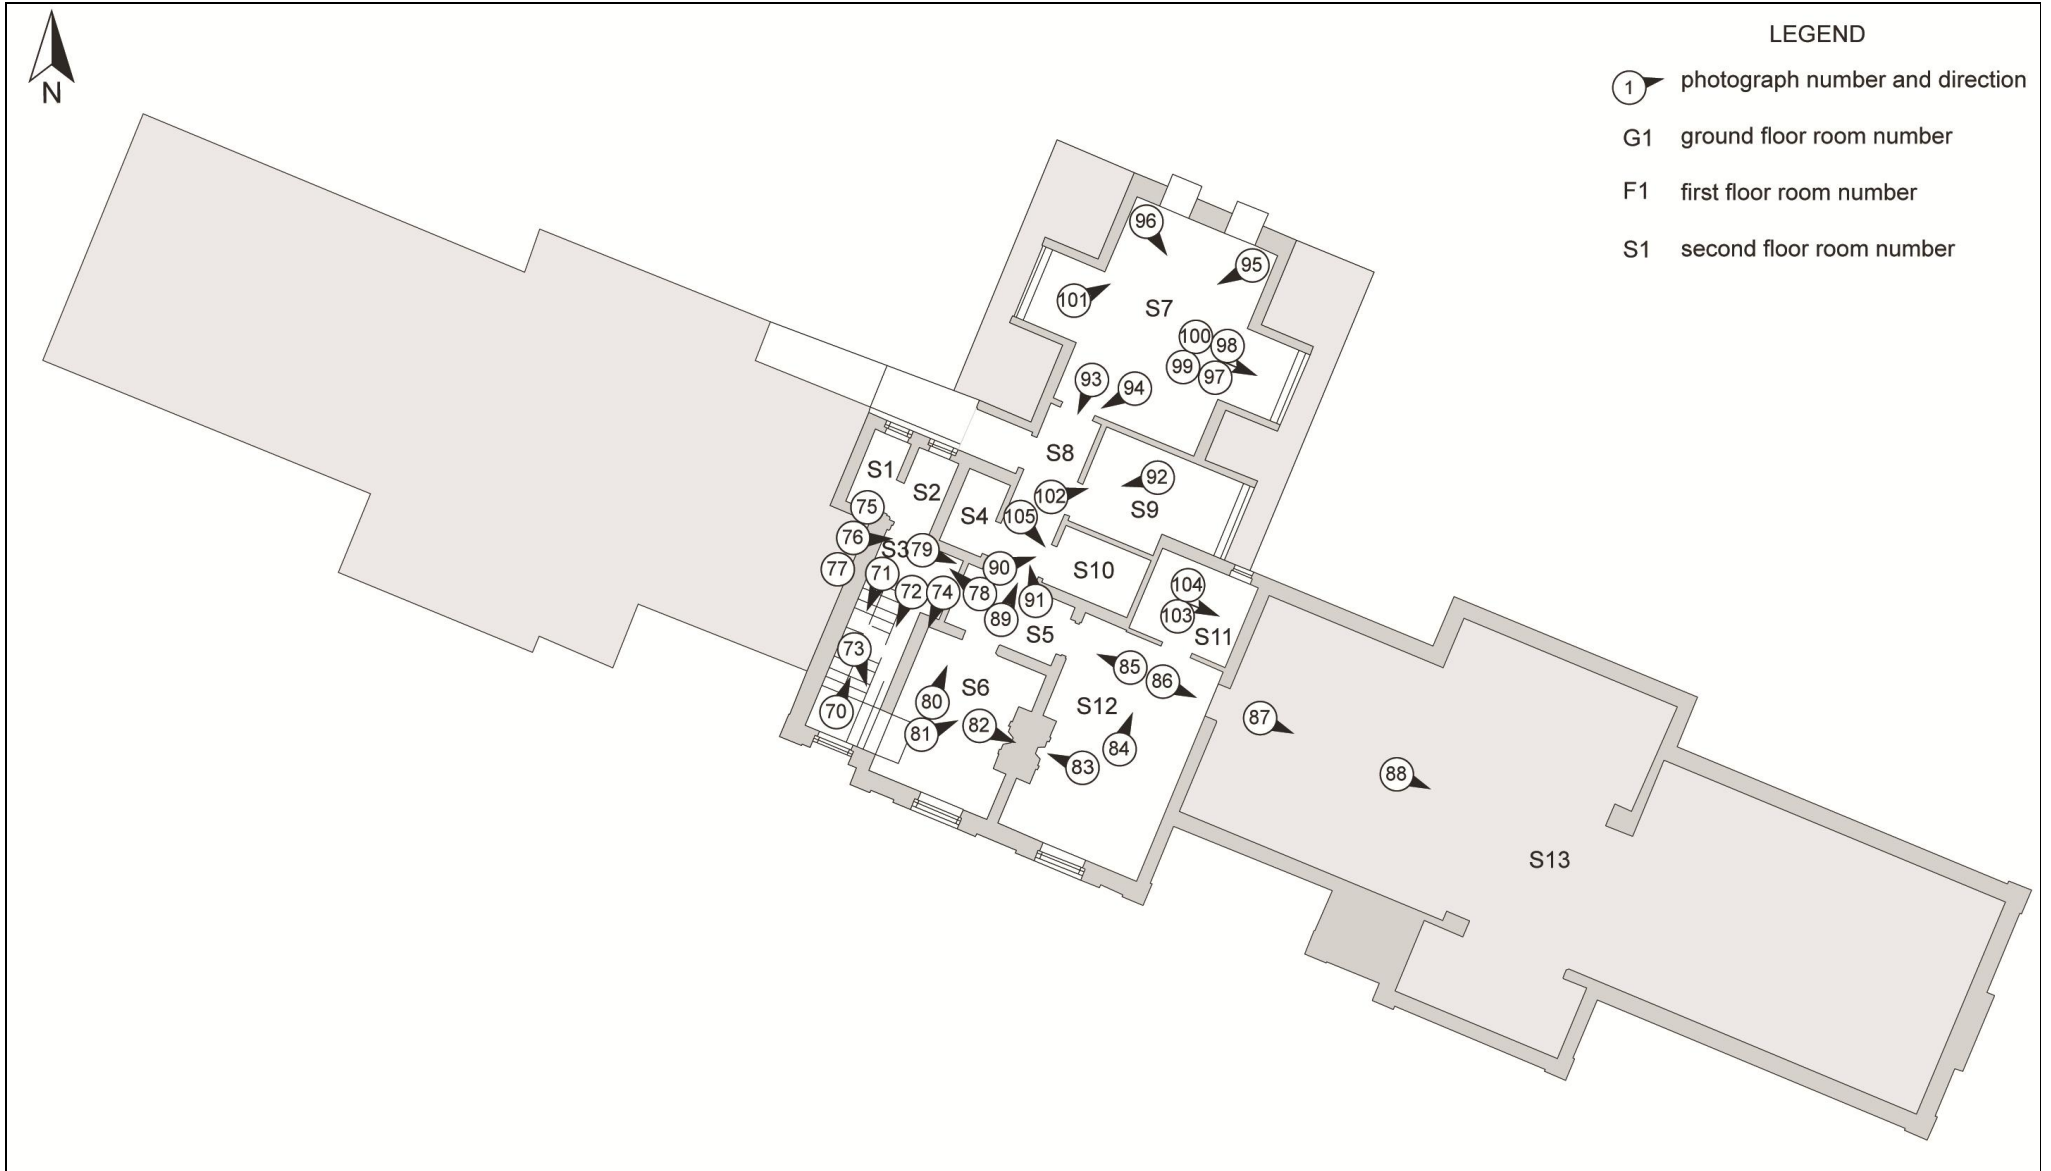 LEGEND
N
1 photograph number and direction
G1 ground floor room number
F1 first floor room number
S1 second floor room number
96
95
101
S7
100
98
99
97
93
94
S8
S1
92
S2
102
S9
75
S4
105
76
S3
79
77
71
90
S10
72
74
78
104
91
103
89
S5
S11
73
85
86
S6
80
S12
70
81
82
87
84
83
88
S13